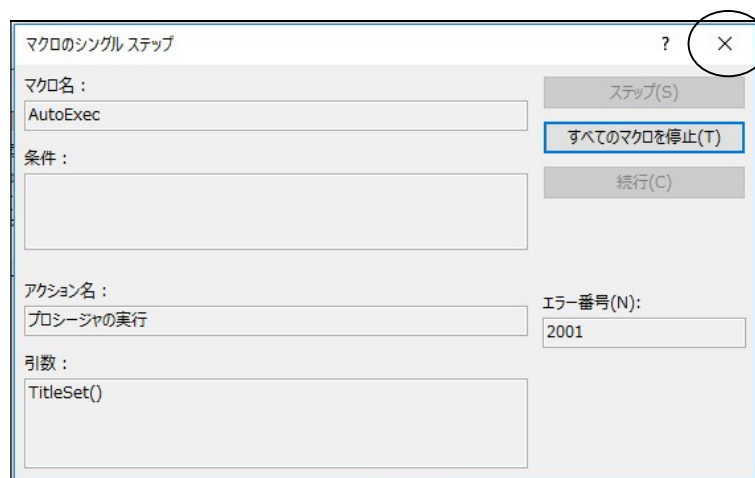 マクロのシングル ステップ
?
マクロ名：
ステップ(S)
AutoExec
すべてのマクロを停止(T)
条件：
続行(C)
アクション名：
エラー番号(N):
プロシージャの実行
2001
引数：
TitleSet()